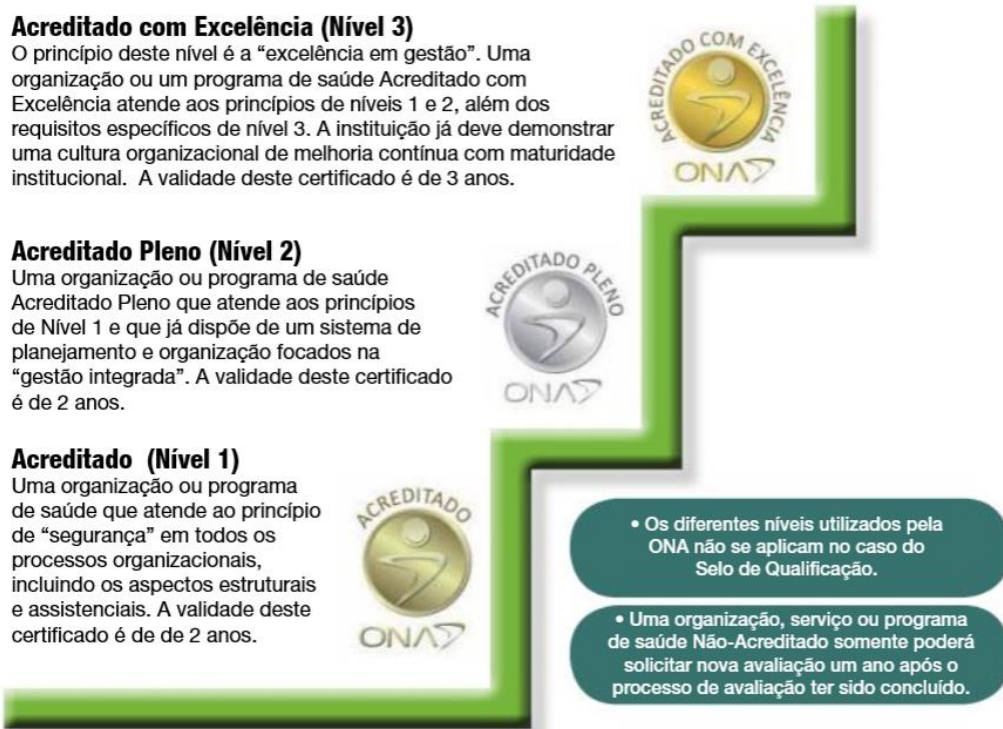 Acreditado com Excelência (Nível 3)
O princípio deste nível é a “excelência em gestão”. Uma
organização ou um programa de saúde Acreditado com
Excelência atende aos princípios de níveis 1 e 2, além dos
requisitos específicos de nível 3. A instituição já deve demonstrar
uma cultura organizacional de melhoria contínua com maturidade
institucional. A validade deste certificado é de 3 anos.
ACREDITADO COM EXCELÊNCIA
ONA
Acreditado Pleno (Nível 2)
Uma organização ou programa de saúde
Acreditado Pleno que atende aos princípios
de Nível 1 e que já dispõe de um sistema de
planejamento e organização focados na
“gestão integrada”. A validade deste certificado
é de 2 anos.
ACREDITADO PLENO
ONA
Acreditado (Nível 1)
Uma organização ou programa
de saúde que atende ao princípio
de “segurança” em todos os
processos organizacionais,
incluindo os aspectos estruturais
e assistenciais. A validade deste
certificado é de de 2 anos.
ACREDITADO
ONA
• Os diferentes níveis utilizados pela
ONA não se aplicam no caso do
Selo de Qualificação.
• Uma organização, serviço ou programa
de saúde Não-Acreditado somente poderá
solicitar nova avaliação um ano após o
processo de avaliação ter sido concluído.